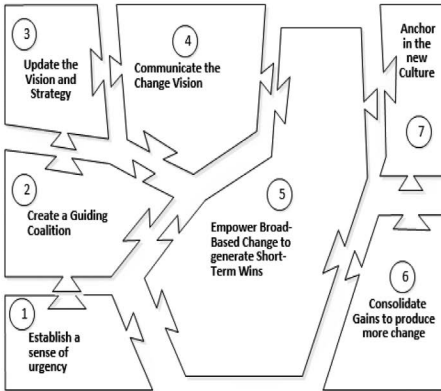 1
Establish a
sense of
urgency
2
Create a Guiding
Coalition
3
Update the
Vision and
Strategy
4
Communicate the
Change Vision
5
Empower Broad-
Based Change to
generate Short-
Term Wins
6
Consolidate
Gains to produce
more change
7
Anchor
in the
new
Culture